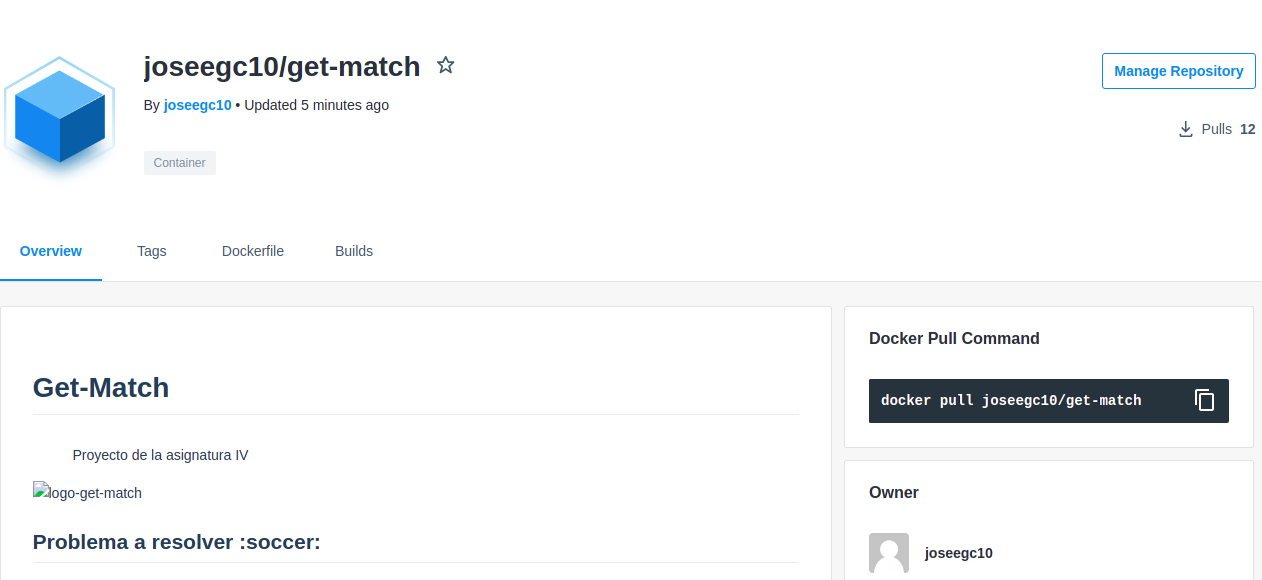 joseegc10/get-match
By joseegc10 • Updated 5 minutes ago
Container
Manage Repository
Pulls 12
Overview Tags Dockerfile Builds
Get-Match
Proyecto de la asignatura IV
logo-get-match
Problema a resolver :soccer:
Docker Pull Command
docker pull joseegc10/get-match
Owner
joseegc10